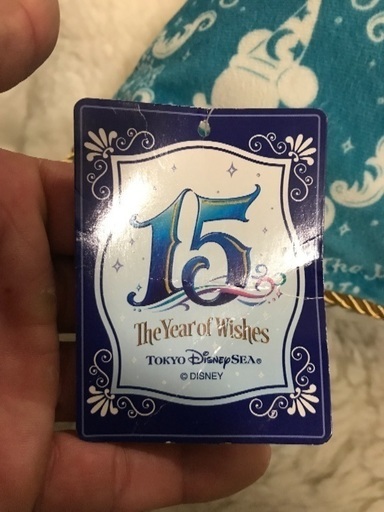 15
The Year of Wishes
TOKYO DISNEYSEA®
© DISNEY